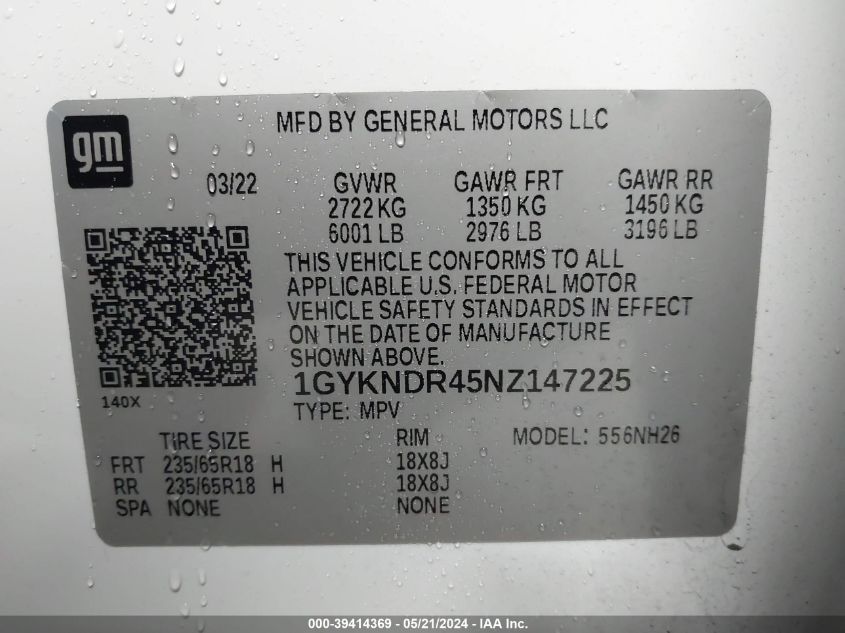 gm
MFD BY GENERAL MOTORS LLC
03/22 GVWR GAWR FRT GAWR RR
2722 KG 1350 KG 1450 KG
6001 LB 2976 LB 3196 LB
THIS VEHICLE CONFORMS TO ALL
APPLICABLE U.S. FEDERAL MOTOR
VEHICLE SAFETY STANDARDS IN EFFECT
ON THE DATE OF MANUFACTURE
SHOWN ABOVE.
1GYKNDR45NZ147225
140X
TYPE: MPV
TIRE SIZE RIM MODEL: 556NH26
FRT 235/65R18 H 18X8J
RR 235/65R18 H 18X8J
SPA NONE NONE
000-39414369 - 05/21/2024 - IAA Inc.